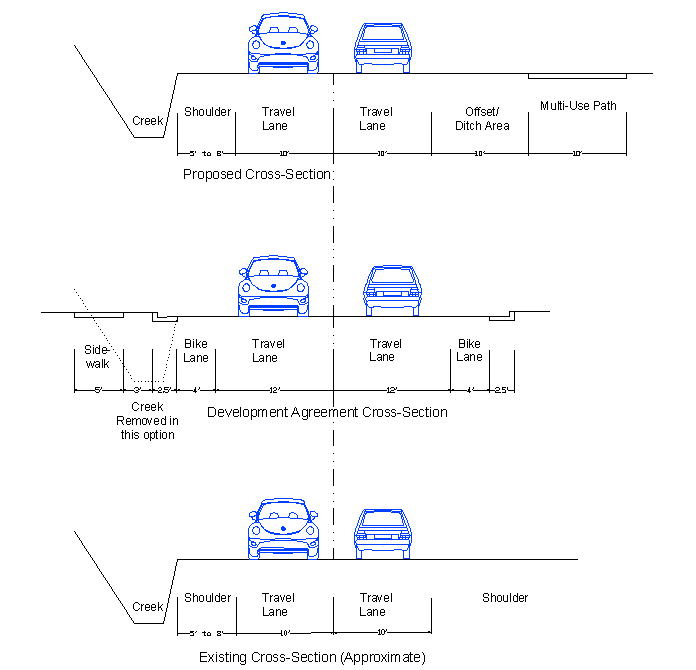 Creek
Shoulder
Travel
Lane
Travel
Lane
Offset/
Ditch Area
Multi-Use Path
5' to 8'
10'
10'
10'
10'
Proposed Cross-Section
Side-
walk
Bike
Lane
Travel
Lane
Travel
Lane
Bike
Lane
5'
3'
2.5'
4'
12'
12'
4'
2.5'
Creek
Removed in
this option
Development Agreement Cross-Section
Creek
Shoulder
Travel
Lane
Travel
Lane
Shoulder
5' to 8'
10'
10'
Existing Cross-Section (Approximate)